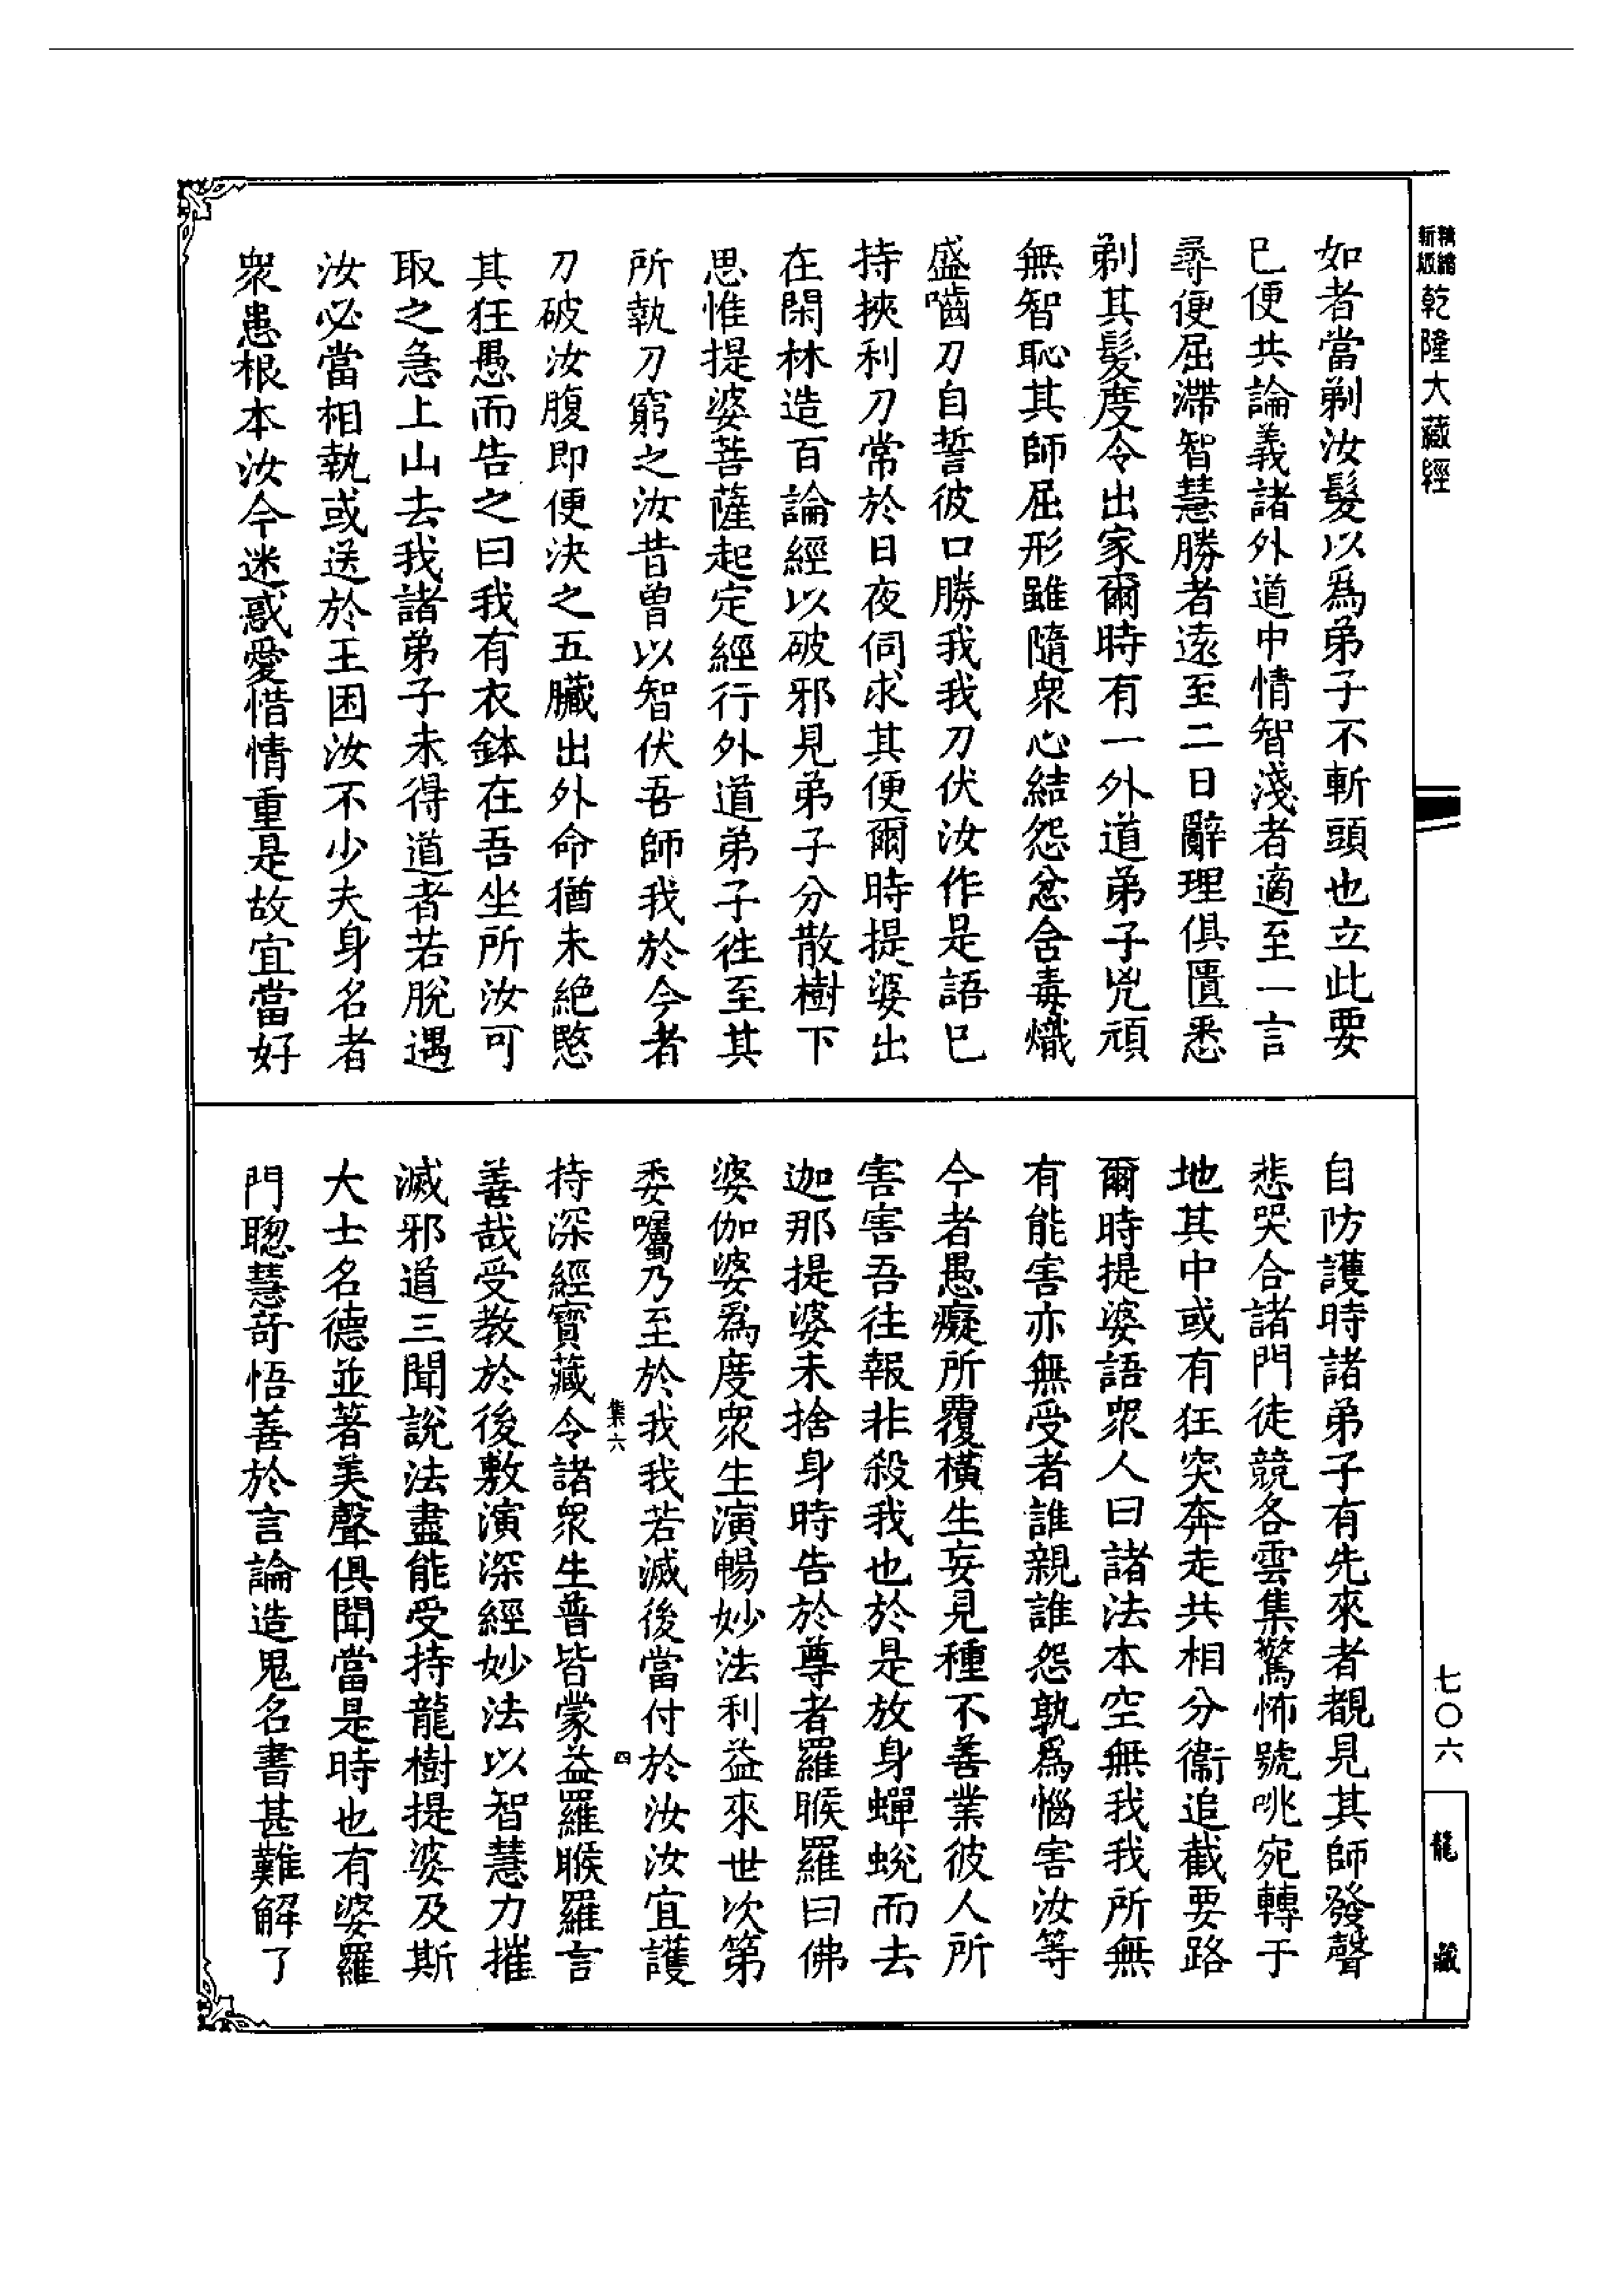 新縮
精版
乾隆大藏經
如者當剃汝髮以爲弟子不斬頭也立此要
已便共論義諸外道中情智淺者適至一言
尋便屈滯智慧勝者遠至二日辭理俱匱悉
剃其髮度令出家爾時有一外道弟子兇頑
無智恥其師屈形雖隨衆心結怨忿含毒熾
盛嚙刀自誓彼口勝我我刀伏汝作是語已
持挾利刀常於日夜伺求其便爾時提婆出
在閑林造百論經以破邪見弟子分散樹下
思惟提婆菩薩起定經行外道弟子往至其
所執刀窮之汝昔曾以智伏吾師我於今者
刀破汝腹即便決之五臟出外命猶未絶愍
其狂愚而告之曰我有衣鉢在吾坐所汝可
取之急上山去我諸弟子未得道者若脫遇
汝必當相執或送於王困汝不少夫身名者
衆患根本汝今迷惑愛惜情重是故宜當好
自防護時諸弟子有先來者覩見其師發聲
悲哭合諸門徒競各雲集驚怖號咷宛轉于
地其中或有狂突奔走共相分衞追截要路
爾時提婆語衆人曰諸法本空無我我所無
有能害亦無受者誰親誰怨孰爲惱害汝等
今者愚癡所覆橫生妄見種不善業彼人所
害害吾往報非殺我也於是放身蟬蛻而去
迦那提婆未捨身時告於尊者羅睺羅曰佛
婆伽婆爲度衆生演暢妙法利益來世次第
委囑乃至於我我若滅後當付於汝汝宜護
集六
四
持深經寶藏令諸衆生普皆蒙益羅睺羅言
善哉受教於後敷演深經妙法以智慧力摧
滅邪道三聞說法盡能受持龍樹提婆及斯
大士名德並著美聲俱聞當是時也有婆羅
門聰慧奇悟善於言論造鬼名書甚難解了
七〇六
龍藏